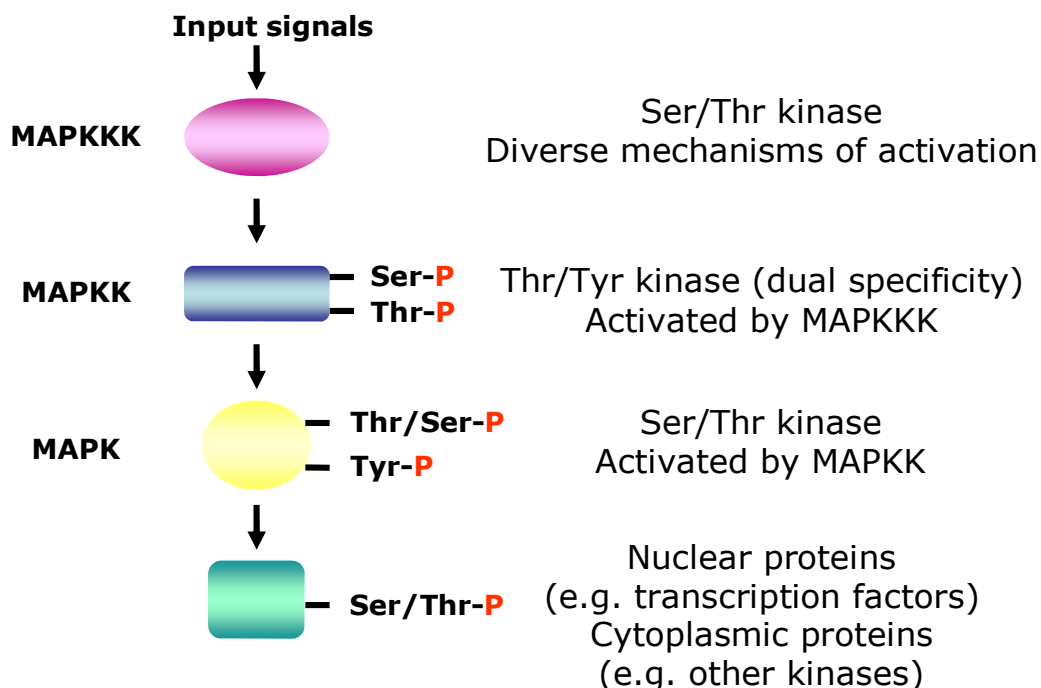 Input signals
MAPKKK
Ser/Thr kinase
Diverse mechanisms of activation
MAPKK
Ser-P
Thr-P
Thr/Tyr kinase (dual specificity)
Activated by MAPKKK
MAPK
Thr/Ser-P
Tyr-P
Ser/Thr kinase
Activated by MAPKK
Ser/Thr-P
Nuclear proteins
(e.g. transcription factors)
Cytoplasmic proteins
(e.g. other kinases)